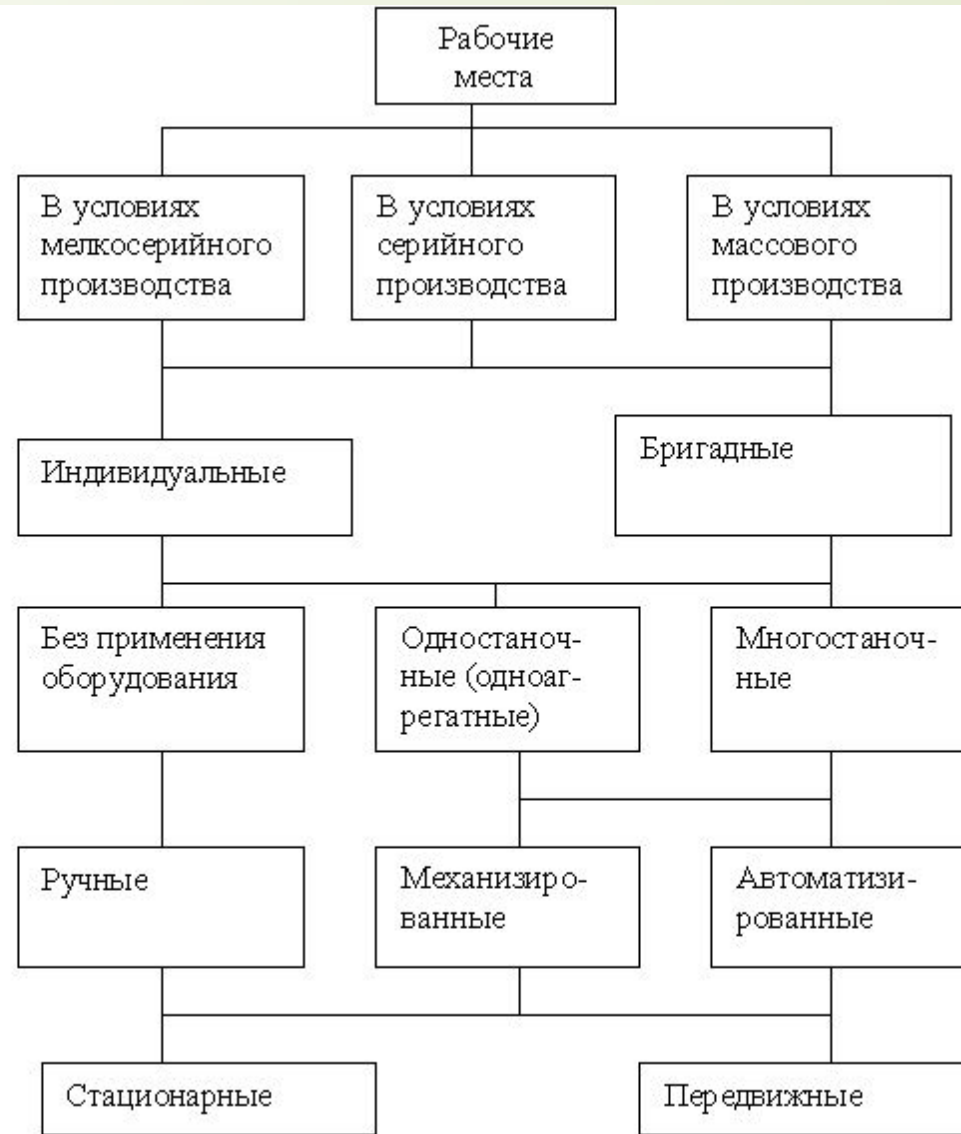 Рабочие
места
В условиях
мелкосерийного
производства
В условиях
серийного
производства
В условиях
массового
производства
Индивидуальные
Бригадные
Без применения
оборудования
Одностаноч-
ные (одноаг-
регатные)
Многостаноч-
ные
Ручные
Механизиро-
ванные
Автоматизи-
рованные
Стационарные
Передвижные